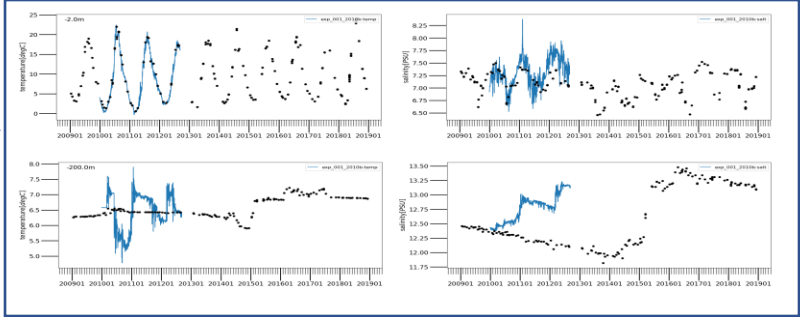 -2.0m
exp_001_2010b-temp
temperature[degC]
25
20
15
10
5
0
200901 201001 201101 201201 201301 201401 201501 201601 201701 201801 201901
exp_001_2010b-salt
salinity[PSU]
8.25
8.00
7.75
7.50
7.25
7.00
6.75
6.50
200901 201001 201101 201201 201301 201401 201501 201601 201701 201801 201901
-200.0m
exp_001_2010b-temp
temperature[degC]
8.0
7.5
7.0
6.5
6.0
5.5
5.0
200901 201001 201101 201201 201301 201401 201501 201601 201701 201801 201901
exp_001_2010b-salt
salinity[PSU]
13.50
13.25
13.00
12.75
12.50
12.25
12.00
11.75
200901 201001 201101 201201 201301 201401 201501 201601 201701 201801 201901